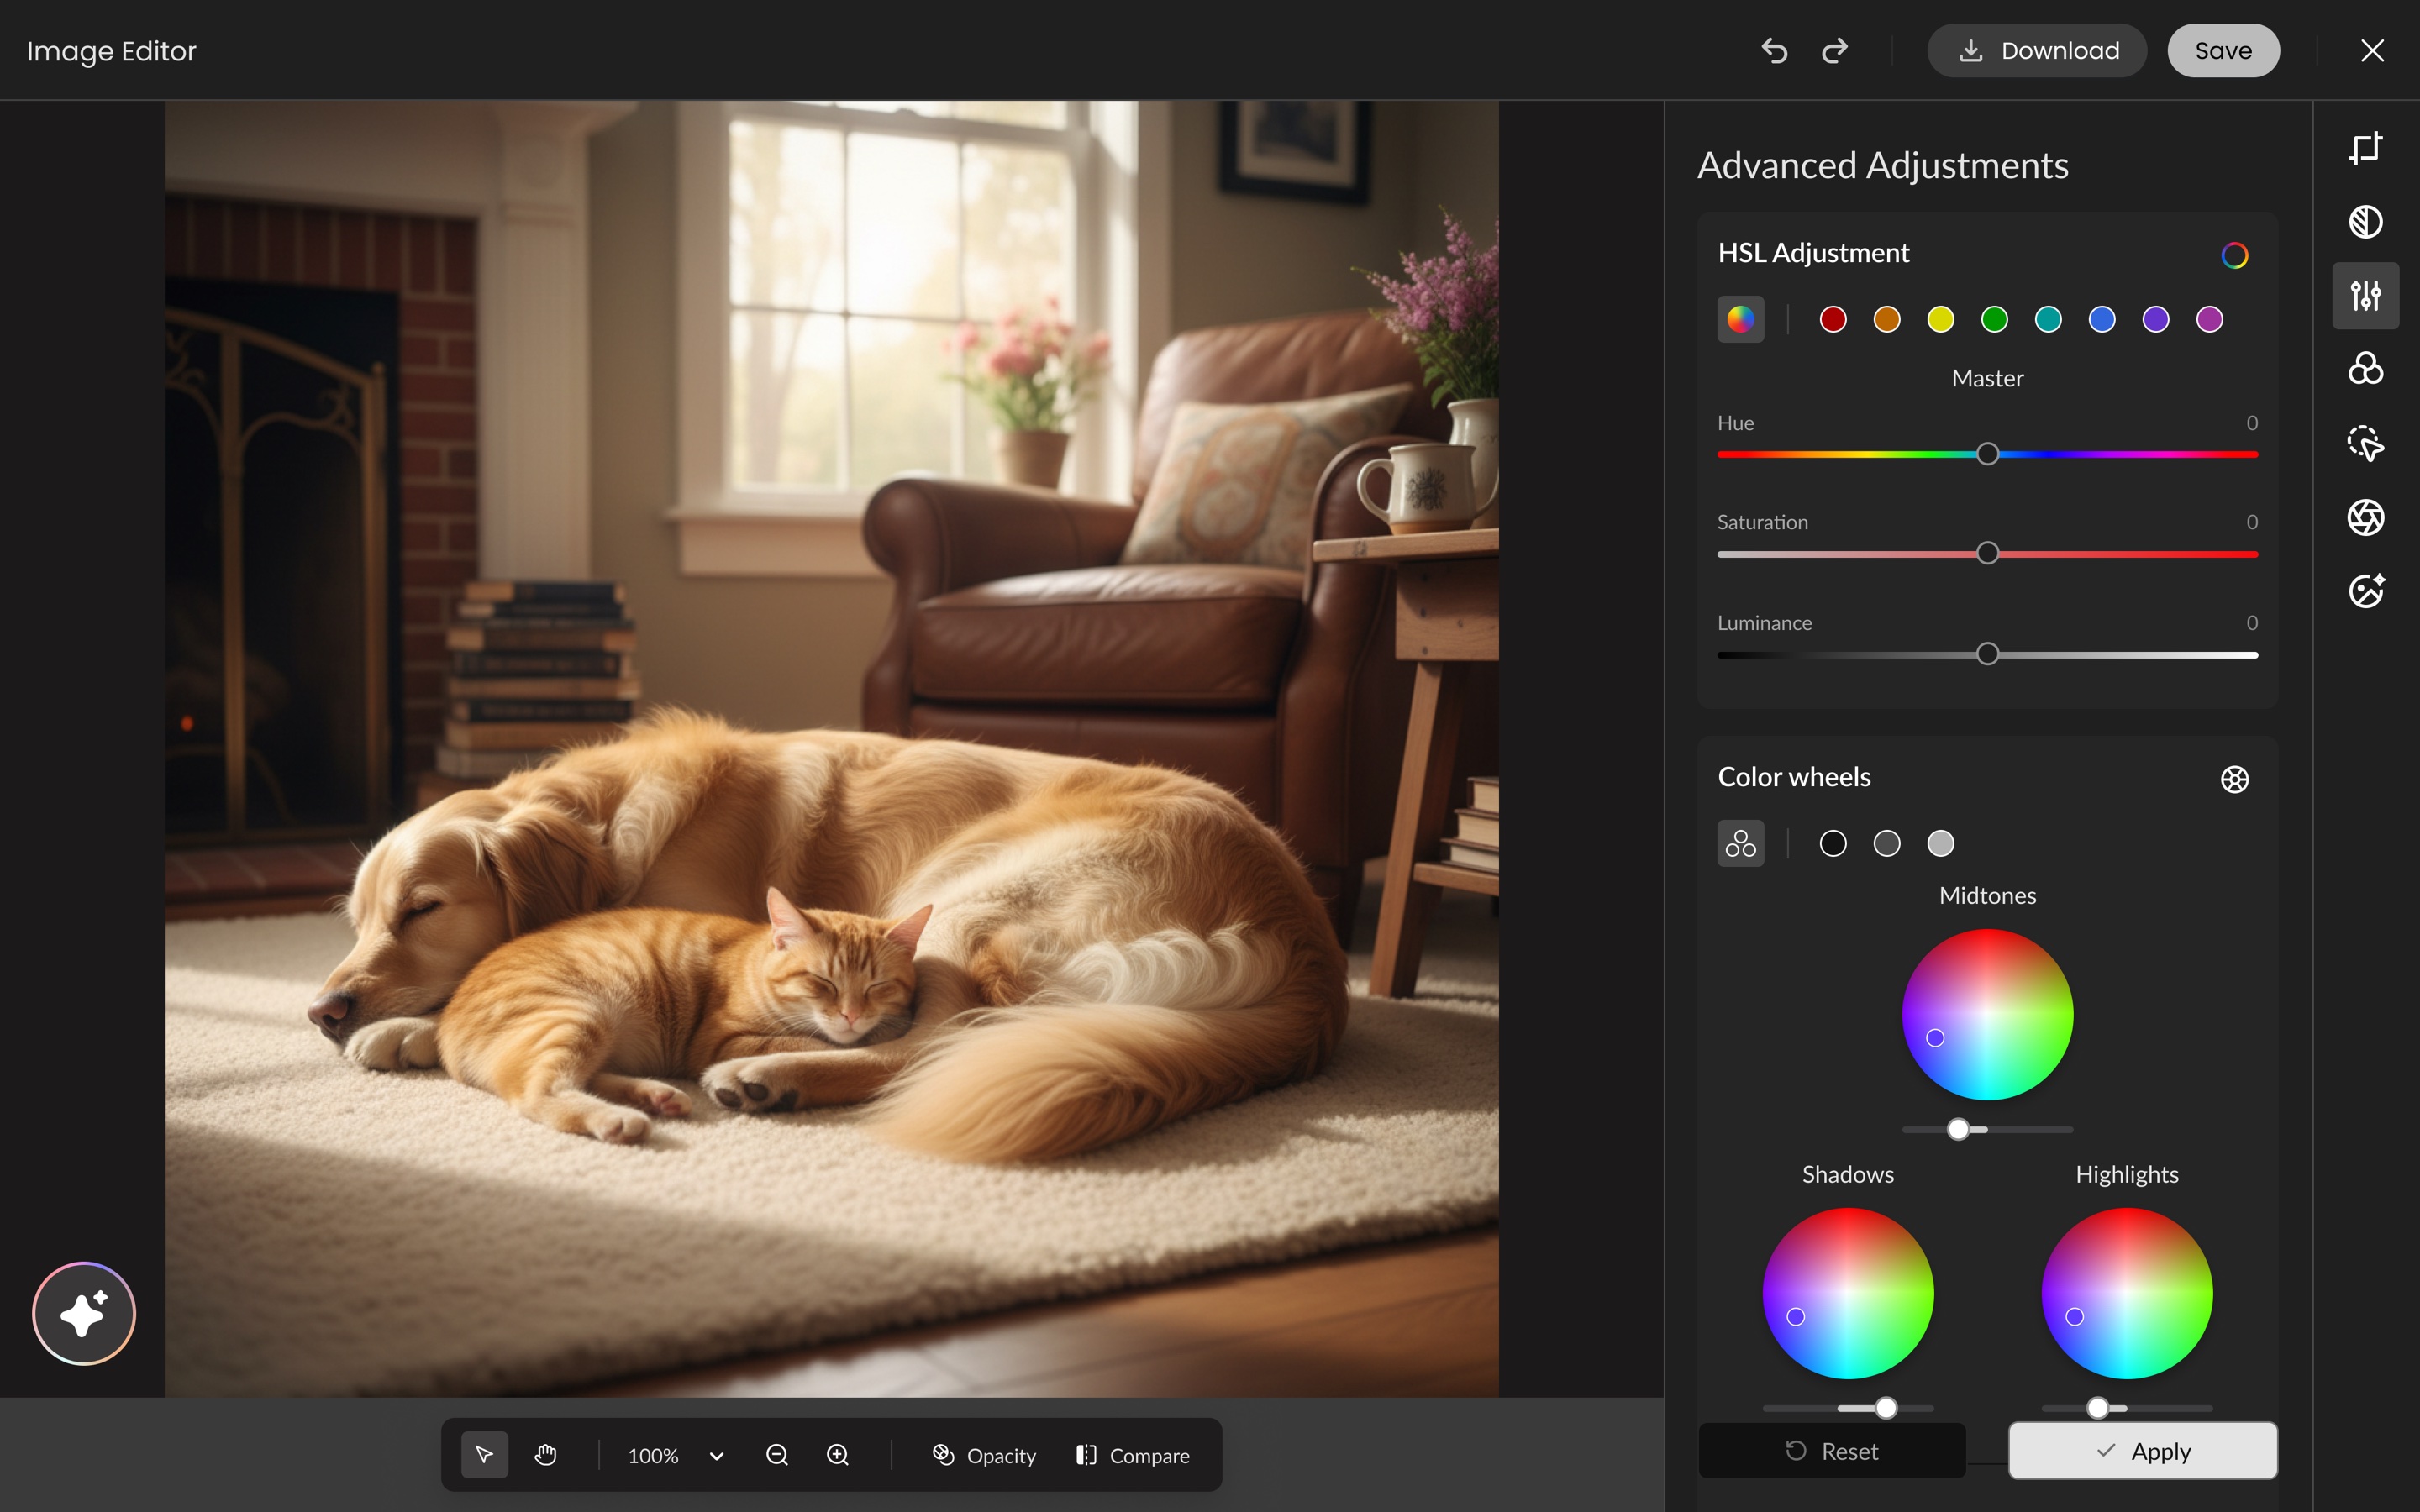 Image Editor
Download
Save
Advanced Adjustments
HSL Adjustment
Master
Hue
0
Saturation
0
Luminance
0
Color wheels
Midtones
Shadows
Highlights
100%
Opacity
Compare
Reset
Apply